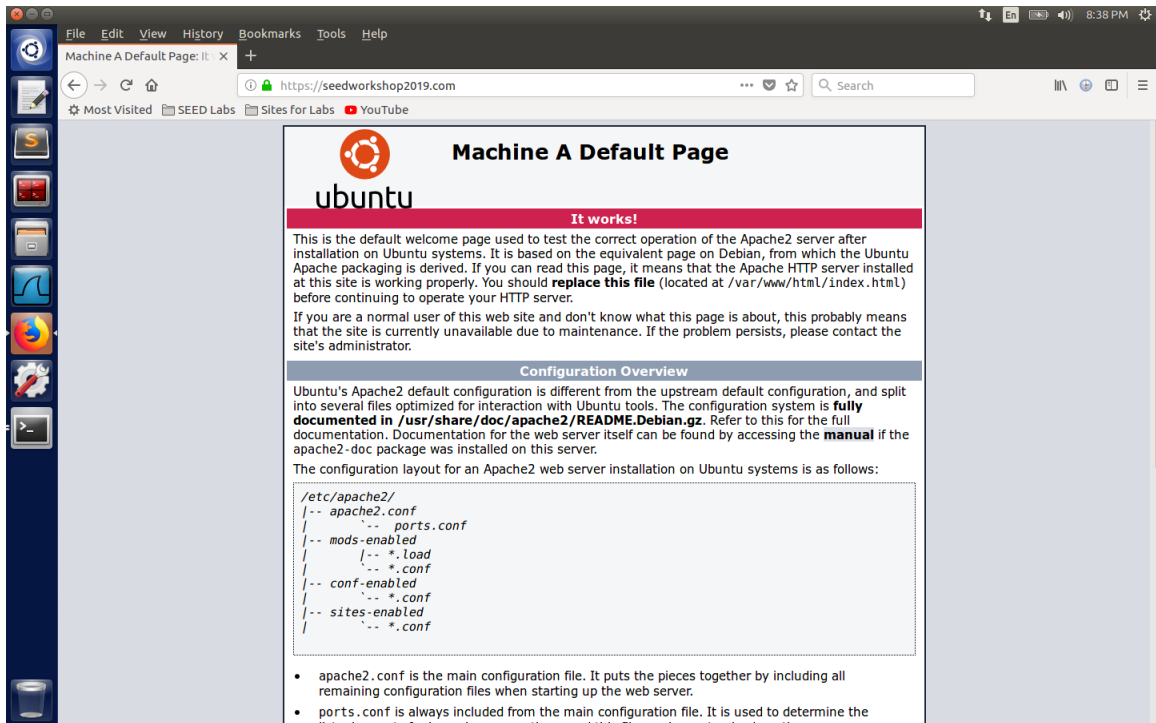 En 8:38 PM
File Edit View History Bookmarks Tools Help
Machine A Default Page: It
https://seedworkshop2019.com
Search
Most Visited SEED Labs Sites for Labs YouTube
ubuntu
Machine A Default Page
It works!
This is the default welcome page used to test the correct operation of the Apache2 server after
installation on Ubuntu systems. It is based on the equivalent page on Debian, from which the Ubuntu
Apache packaging is derived. If you can read this page, it means that the Apache HTTP server installed
at this site is working properly. You should replace this file (located at /var/www/html/index.html)
before continuing to operate your HTTP server.
If you are a normal user of this web site and don't know what this page is about, this probably means
that the site is currently unavailable due to maintenance. If the problem persists, please contact the
site's administrator.
Configuration Overview
Ubuntu's Apache2 default configuration is different from the upstream default configuration, and split
into several files optimized for interaction with Ubuntu tools. The configuration system is fully
documented in /usr/share/doc/apache2/README.Debian.gz. Refer to this for the full
documentation. Documentation for the web server itself can be found by accessing the manual if the
apache2-doc package was installed on this server.
The configuration layout for an Apache2 web server installation on Ubuntu systems is as follows:
/etc/apache2/
|-- apache2.conf
|       `--  ports.conf
|-- mods-enabled
|       |-- *.load
|       `-- *.conf
|-- conf-enabled
|       `-- *.conf
|-- sites-enabled
|       `-- *.conf
• apache2.conf is the main configuration file. It puts the pieces together by including all
remaining configuration files when starting up the web server.
• ports.conf is always included from the main configuration file. It is used to determine the